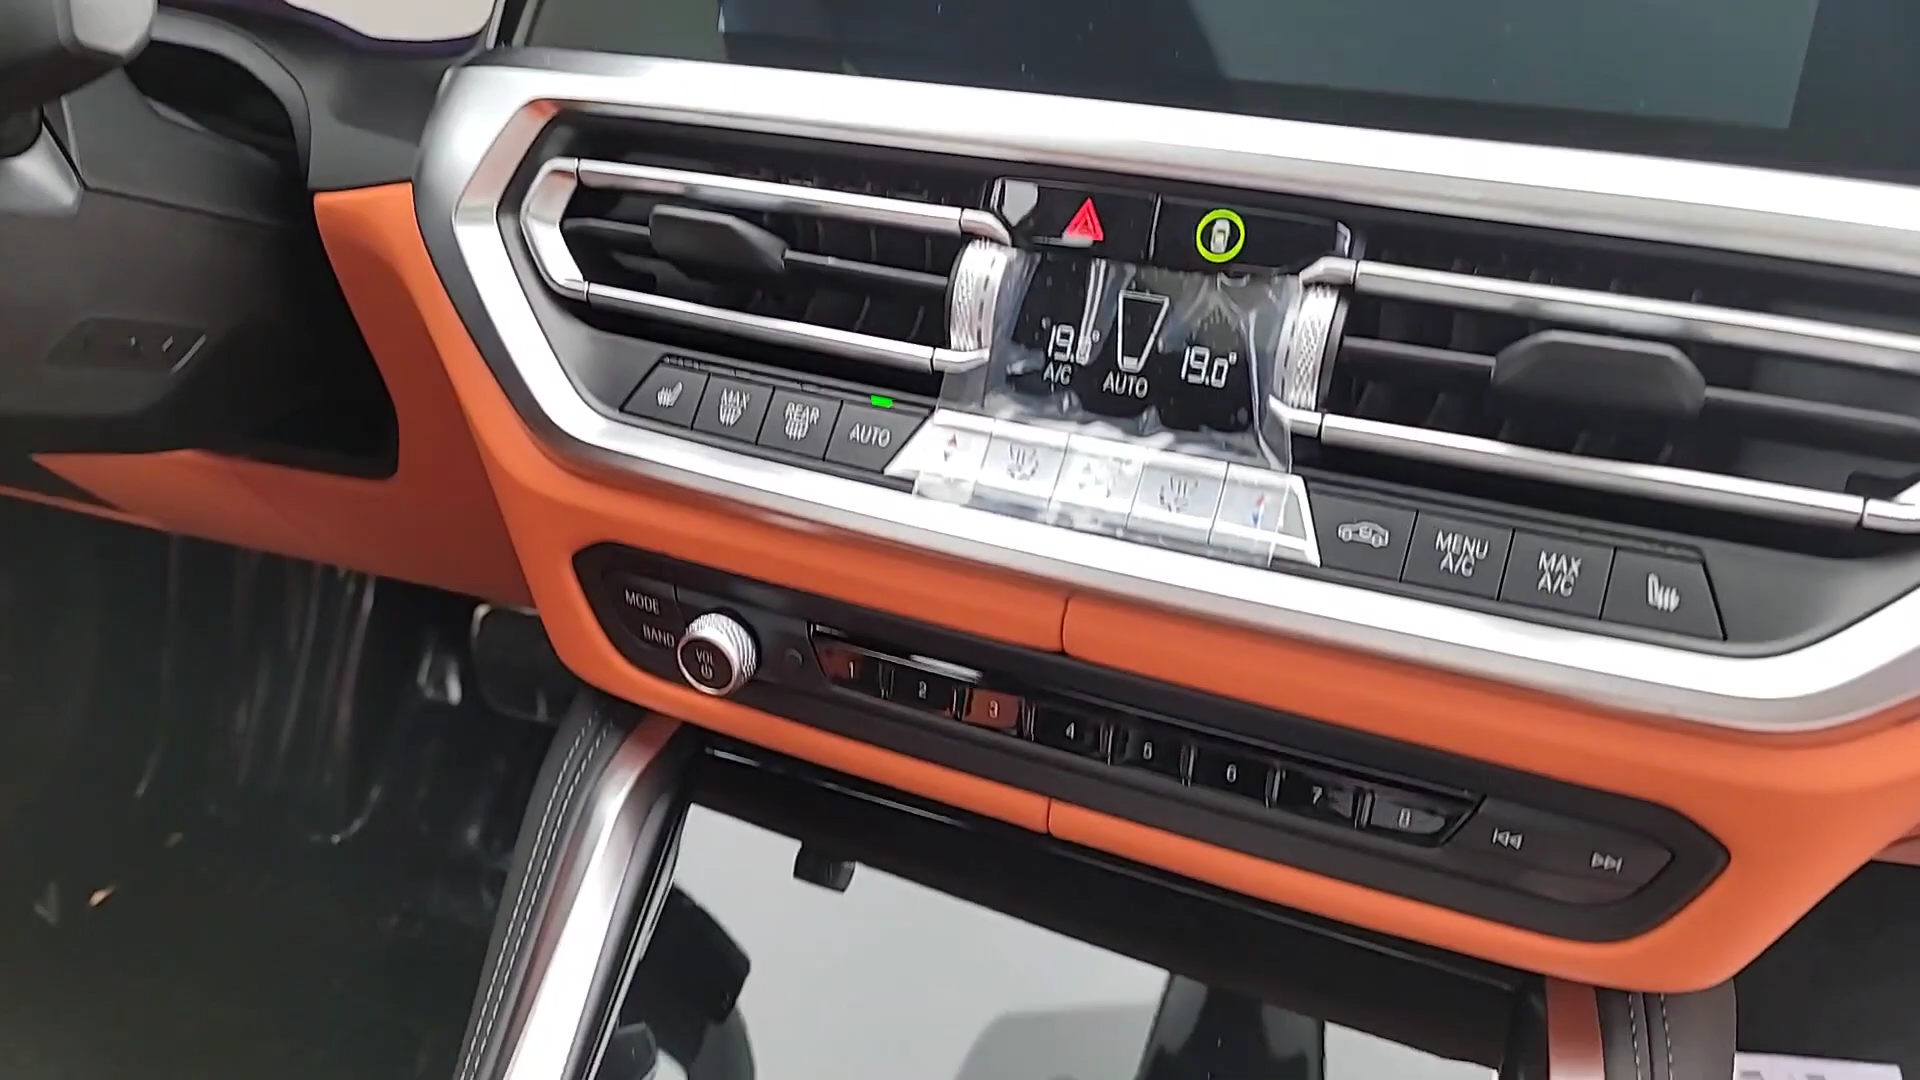 19.0° 19.0°
A/C AUTO
MAX
REAR
AUTO
MENU
A/C
MAX
A/C
MODE
BAND
VOL
1 2 3 4 5 6 7 8